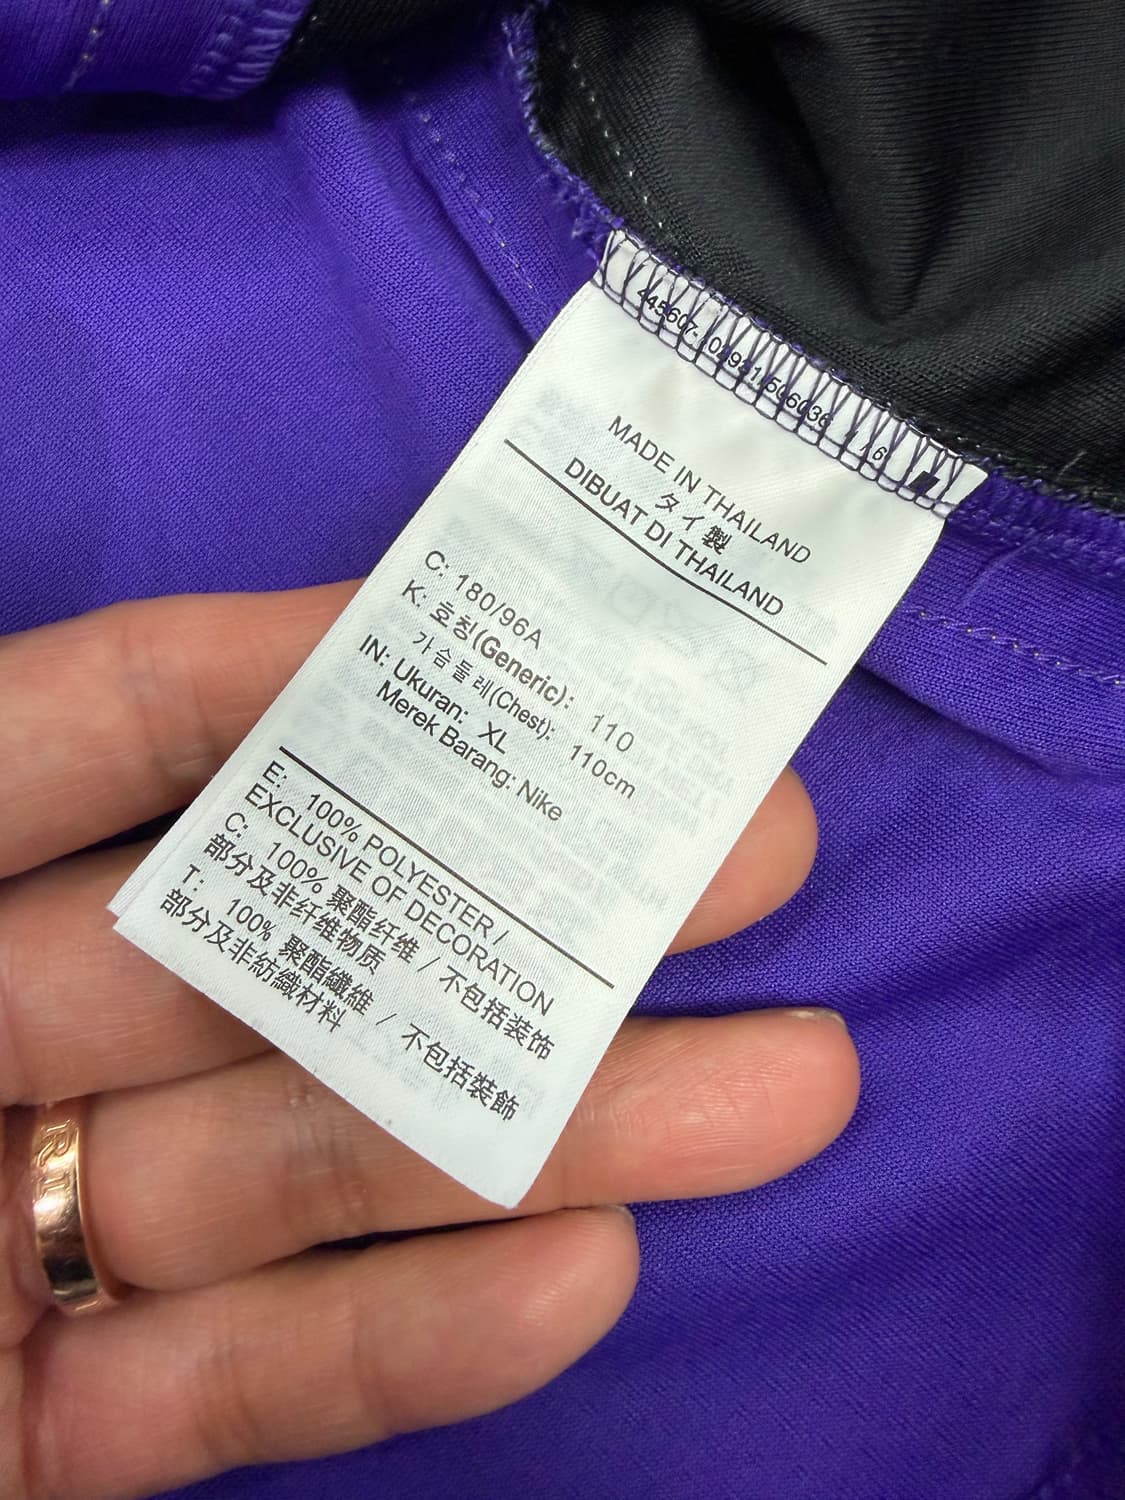 MADE IN THAILAND
タイ製
DIBUAT DI THAILAND
C: 180/96A
K: 호칭(Generic): 110
가슴둘레(Chest): 110cm
IN: Ukuran: XL
Merek Barang: Nike
E: 100% POLYESTER /
EXCLUSIVE OF DECORATION
C: 100% 聚酯纤维 / 不包括装饰
部分及非纤维物质
T: 100% 聚酯纖維 / 不包括裝飾
部分及非紡織材料